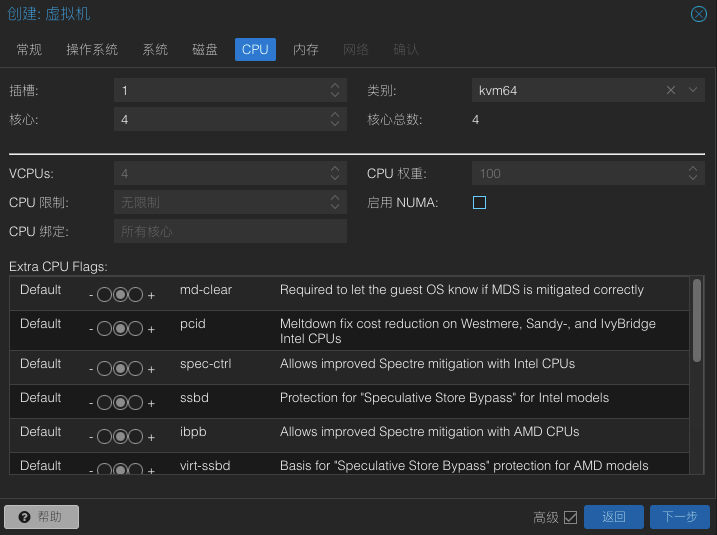 创建: 虚拟机
常规 操作系统 系统 磁盘 CPU 内存 网络 确认
插槽: 1 类别: kvm64
核心: 4 核心总数: 4
VCPUs: 4 CPU 权重: 100
CPU 限制: 无限制 启用 NUMA:
CPU 绑定: 所有核心
Extra CPU Flags:
Default - + md-clear Required to let the guest OS know if MDS is mitigated correctly
Default - + pcid Meltdown fix cost reduction on Westmere, Sandy-, and IvyBridge
Intel CPUs
Default - + spec-ctrl Allows improved Spectre mitigation with Intel CPUs
Default - + ssbd Protection for "Speculative Store Bypass" for Intel models
Default - + ibpb Allows improved Spectre mitigation with AMD CPUs
Default - + virt-ssbd Basis for "Speculative Store Bypass" protection for AMD models
帮助 高级 返回 下一步